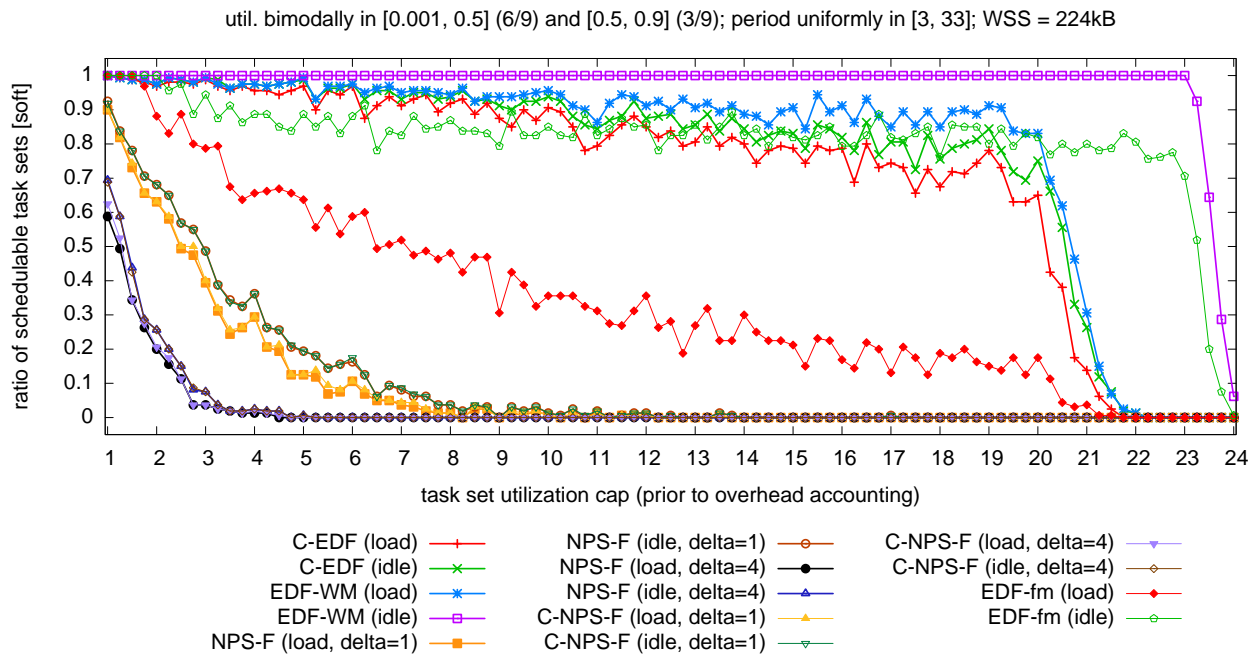 util. bimodally in [0.001, 0.5] (6/9) and [0.5, 0.9] (3/9); period uniformly in [3, 33]; WSS = 224kB
ratio of schedulable task sets [soft]
1
0.9
0.8
0.7
0.6
0.5
0.4
0.3
0.2
0.1
0
1 2 3 4 5 6 7 8 9 10 11 12 13 14 15 16 17 18 19 20 21 22 23 24
task set utilization cap (prior to overhead accounting)
C-EDF (load)
C-EDF (idle)
EDF-WM (load)
EDF-WM (idle)
NPS-F (load, delta=1)
NPS-F (idle, delta=1)
NPS-F (load, delta=4)
NPS-F (idle, delta=4)
C-NPS-F (load, delta=1)
C-NPS-F (idle, delta=1)
C-NPS-F (load, delta=4)
C-NPS-F (idle, delta=4)
EDF-fm (load)
EDF-fm (idle)